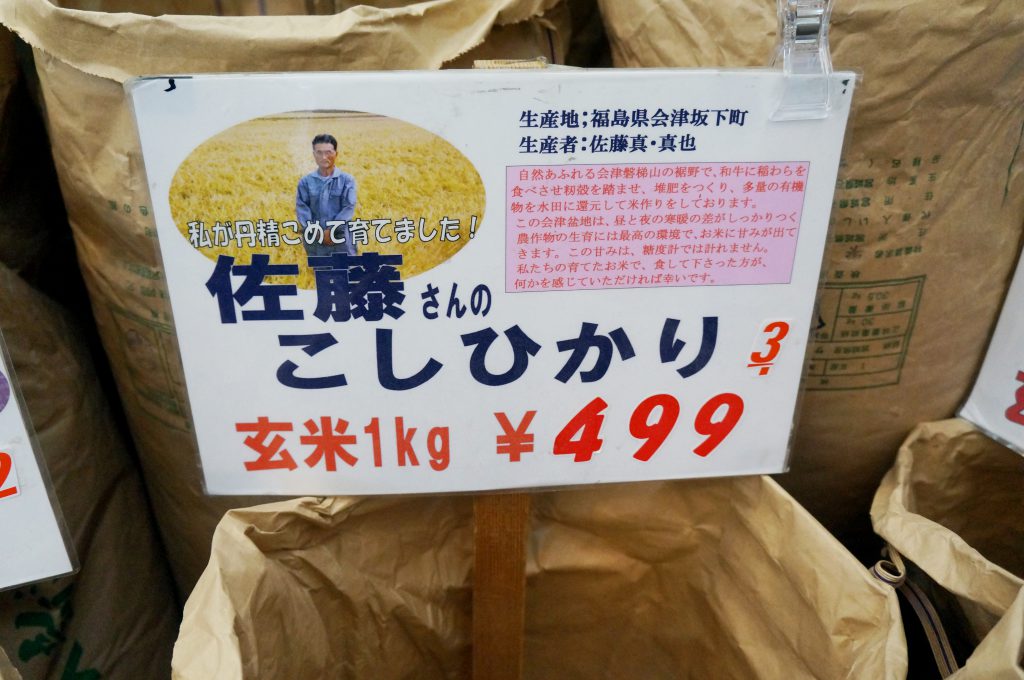 生産地;福島県会津坂下町
生産者:佐藤真・真也
自然あふれる会津磐梯山の裾野で、和牛に稲わらを
食べさせ籾殻を踏ませ、堆肥をつくり、多量の有機
物を水田に還元して米作りをしております。
この会津盆地は、昼と夜の寒暖の差がしっかりつく
農作物の生育には最高の環境で、お米に甘みが出て
きます。この甘みは、糖度計では計れません。
私たちの育てたお米で、食して下さった方が、
何かを感じていただければ幸いです。
私が丹精こめて育てました!
佐藤さんの
こしひかり
3
玄米1kg ¥499
2